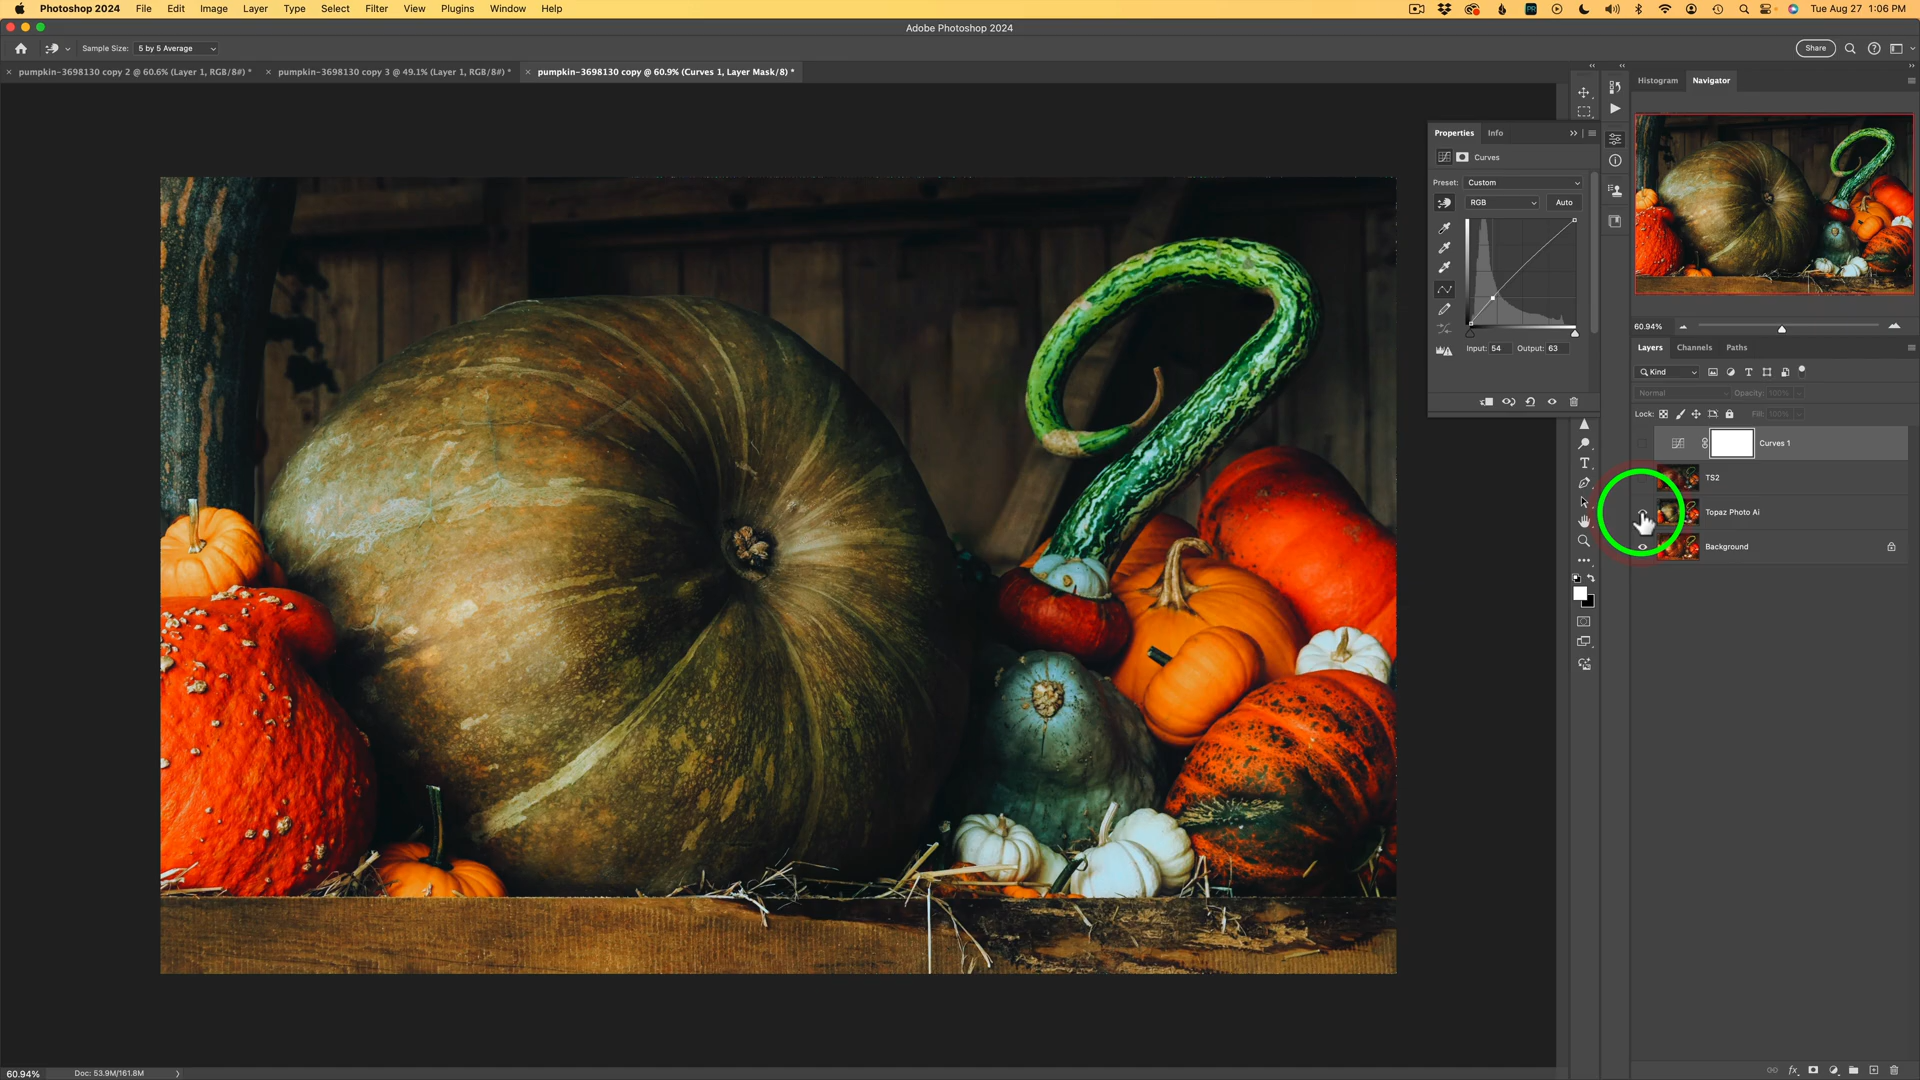 Photoshop 2024 File Edit Image Layer Type Select Filter View Plugins Window Help Tue Aug 27 1:06 PM
Adobe Photoshop 2024
Sample Size: 5 by 5 Average Share
pumpkin-3698130 copy 2 @ 60.6% (Layer 1, RGB/8#) * pumpkin-3698130 copy 3 @ 49.1% (Layer 1, RGB/8#) * pumpkin-3698130 copy @ 60.9% (Curves 1, Layer Mask/8) *
Histogram Navigator
Properties Info
Curves
Preset: Custom
RGB Auto
Input: 54 Output: 63
60.94%
Layers Channels Paths
Kind
Normal Opacity: 100%
Lock: Fill: 100%
Curves 1
TS2
Topaz Photo Ai
Background
60.94% Doc: 53.9M/161.8M